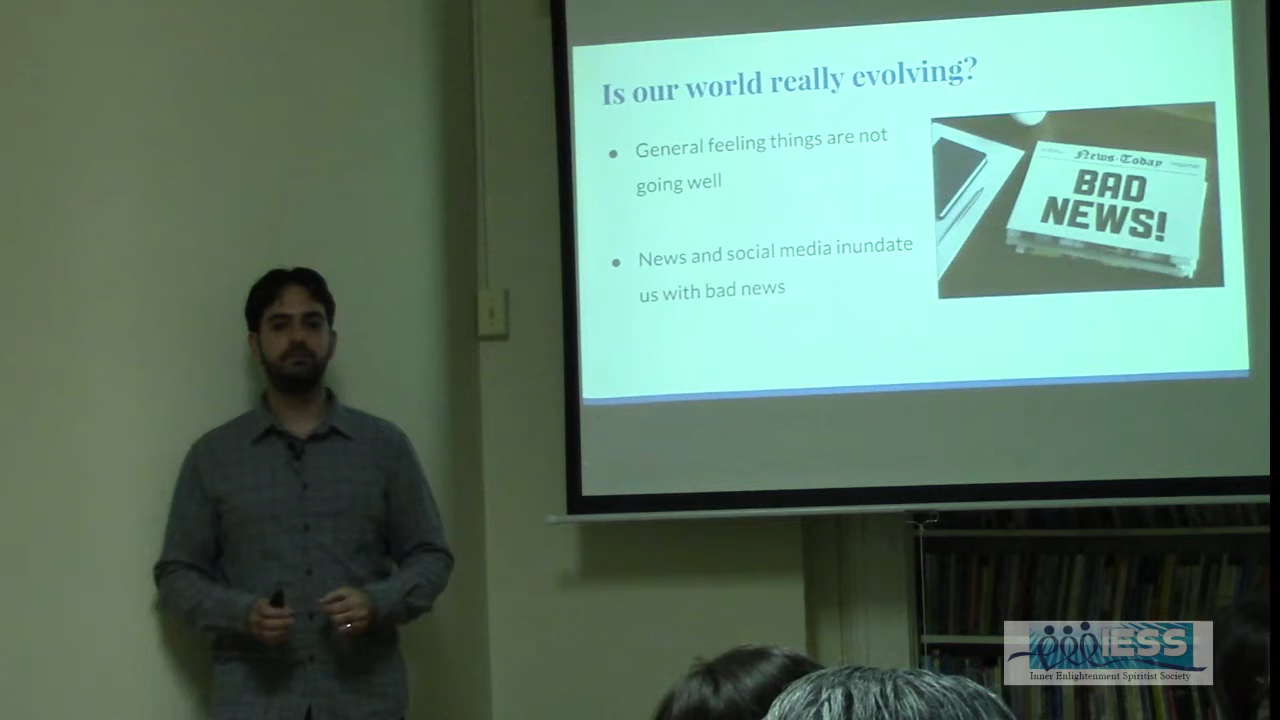 Is our world really evolving?
● General feeling things are not
going well
● News and social media inundate
us with bad news
News Today
BAD
NEWS!
IESS
Inner Enlightenment Spiritist Society